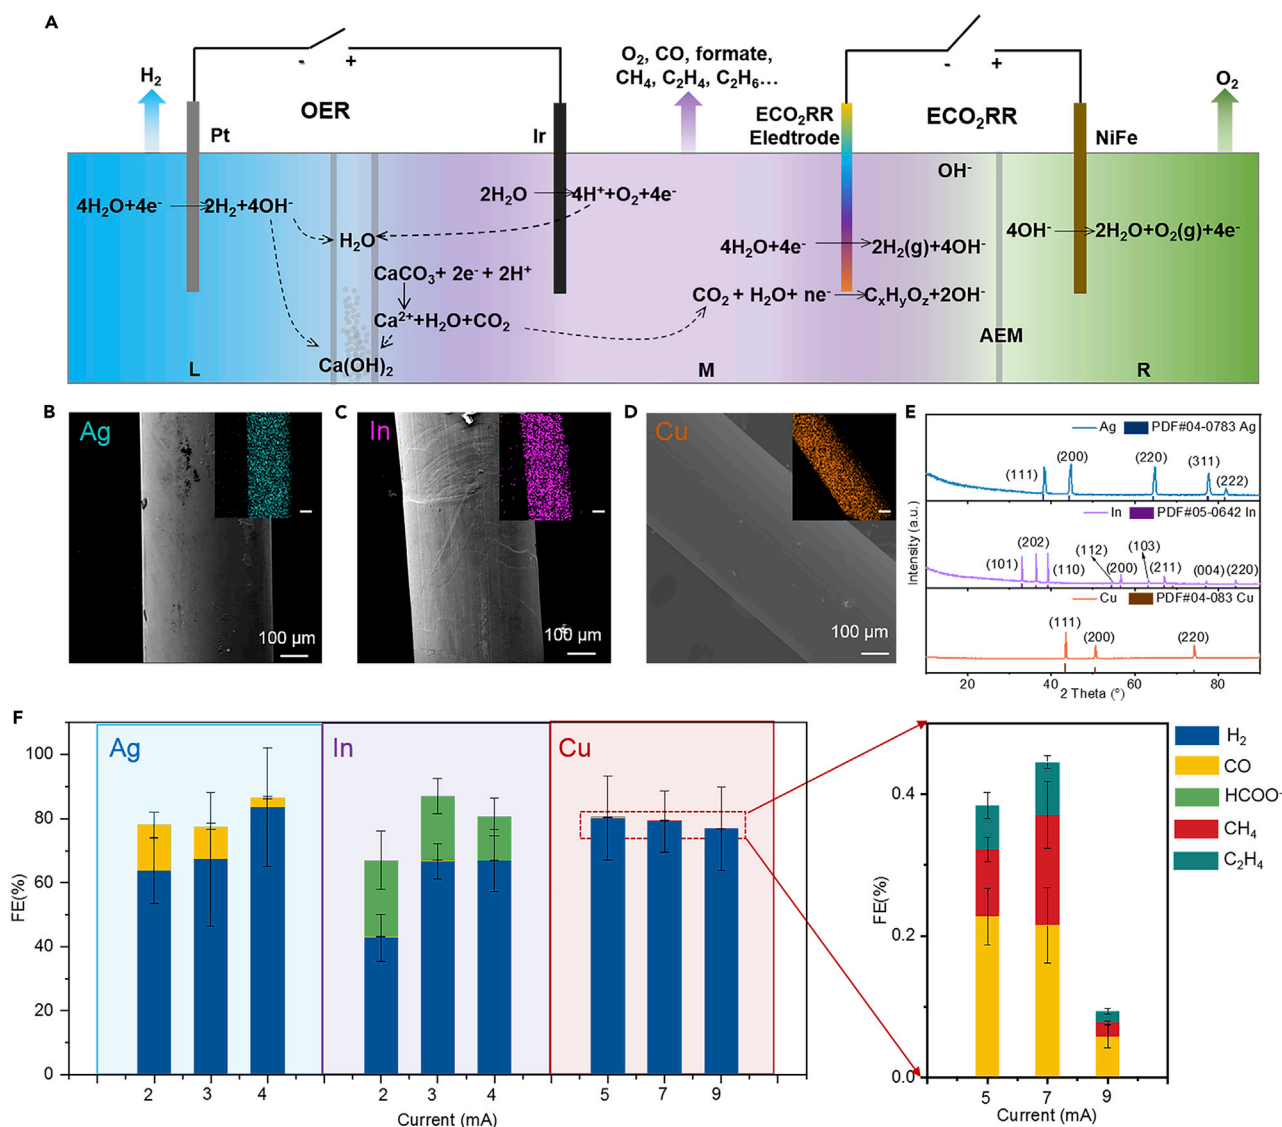 A
H₂
- +
OER
Pt
Ir
O₂, CO, formate,
CH₄, C₂H₄, C₂H₆...
ECO₂RR
Eledtrode
- +
ECO₂RR
NiFe
O₂
4H₂O+4e⁻
2H₂+4OH⁻
H₂O
2H₂O
4H⁺+O₂+4e⁻
CaCO₃+ 2e⁻ + 2H⁺
Ca²⁺+H₂O+CO₂
Ca(OH)₂
OH⁻
4H₂O+4e⁻
2H₂(g)+4OH⁻
CO₂ + H₂O+ ne⁻
CₓHᵧO_z+2OH⁻
4OH⁻
2H₂O+O₂(g)+4e⁻
AEM
L
M
R
B
Ag
100 µm
C
In
100 µm
D
Cu
100 µm
E
Ag PDF#04-0783 Ag
(111) (200) (220) (311) (222)
In PDF#05-0642 In
(101) (202) (110) (112) (200) (103) (211) (004) (220)
Cu PDF#04-083 Cu
(111) (200) (220)
Intensity (a.u.)
20 40 60 80
2 Theta (°)
F
Ag
In
Cu
FE(%)
100
80
60
40
20
0
2 3 4 2 3 4 5 7 9
Current (mA)
FE(%)
0.4
0.2
0.0
5 7 9
Current (mA)
H₂
CO
HCOO⁻
CH₄
C₂H₄